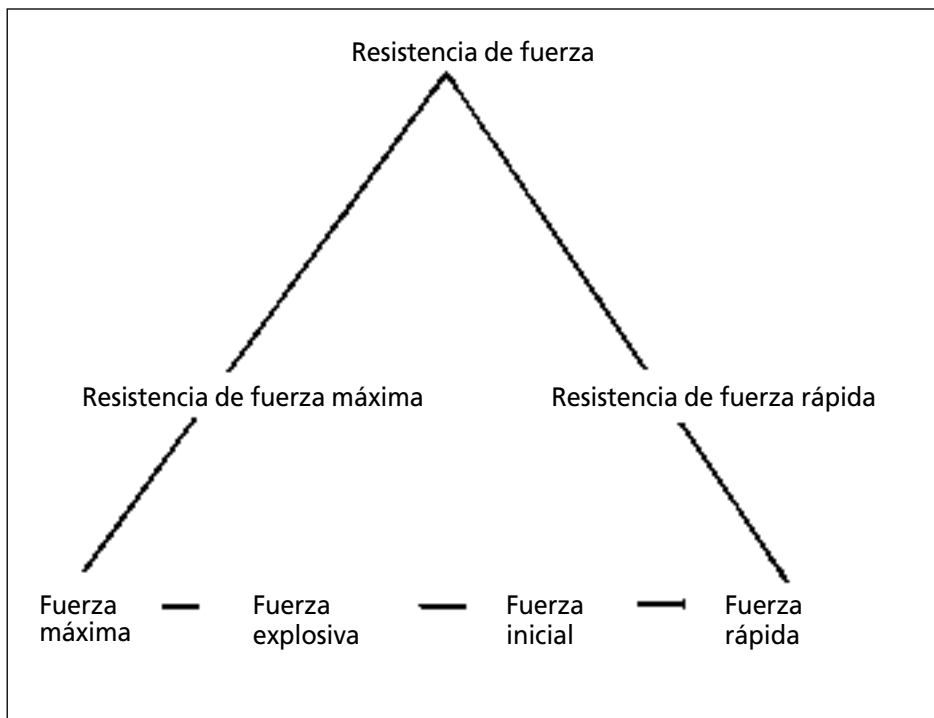 Resistencia de fuerza
Resistencia de fuerza máxima
Resistencia de fuerza rápida
Fuerza
máxima
Fuerza
explosiva
Fuerza
inicial
Fuerza
rápida